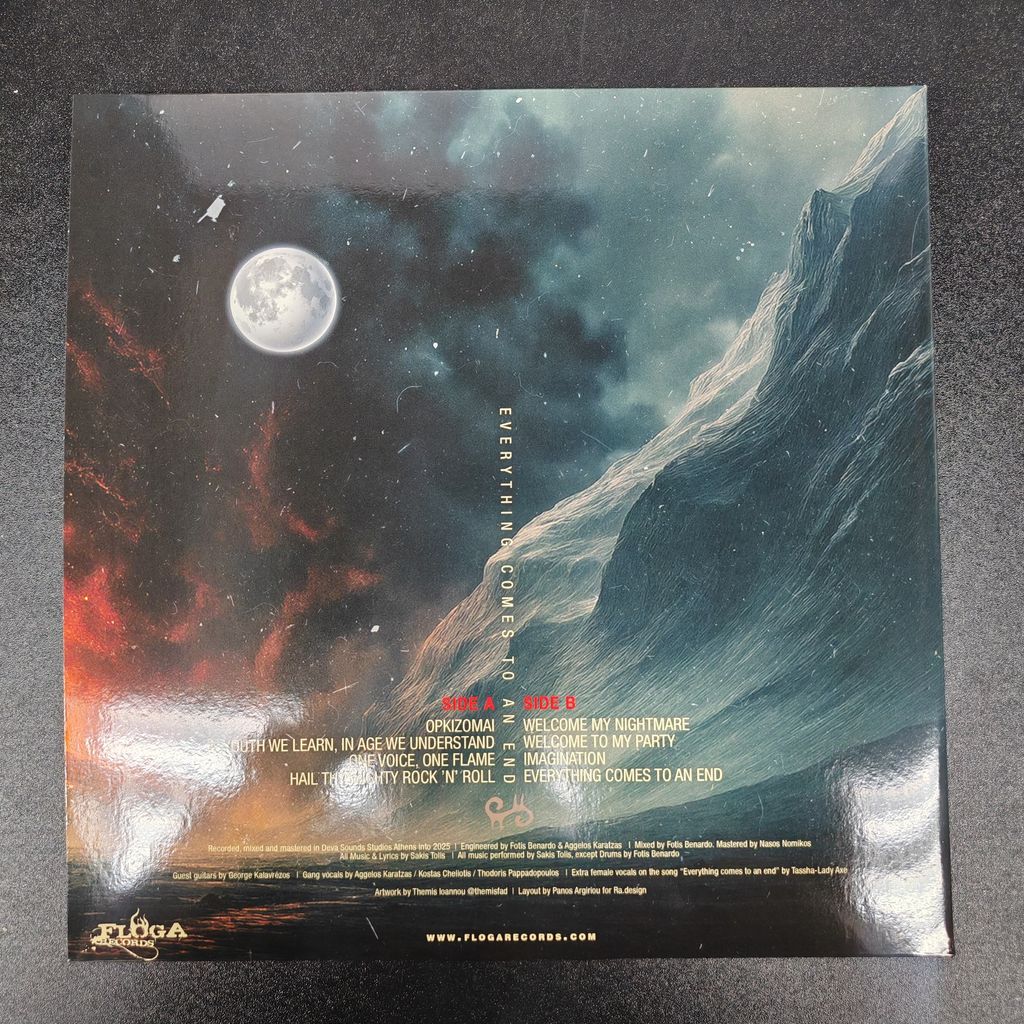 EVERYTHING COMES TO AN END
SIDE A
OPKIZOMAI
WE LEARN, IN AGE WE UNDERSTAND
ONE VOICE, ONE FLAME
HAIL MIGHTY ROCK 'N' ROLL
SIDE B
WELCOME MY NIGHTMARE
WELCOME TO MY PARTY
IMAGINATION
EVERYTHING COMES TO AN END
Recorded, mixed and mastered in Deva Sounds Studios Athens into 2025 | Engineered by Fotis Benardo & Aggelos Karatzas | Mixed by Fotis Benardo. Mastered by Nasos Nomikos
All Music & Lyrics by Sakis Tolis | All music performed by Sakis Tolis, except Drums by Fotis Benardo
Guest guitars by George Kalavrezos | Gang vocals by Aggelos Karatzas / Kostas Cheliotis / Thodoris Pappadopoulos | Extra female vocals on the song "Everything comes to an end" by Tassha-Lady Axe
Artwork by Themis Ioannou @themisfad | Layout by Panos Argiriou for Ra.design
FLOGA
RECORDS
WWW.FLOGARECORDS.COM